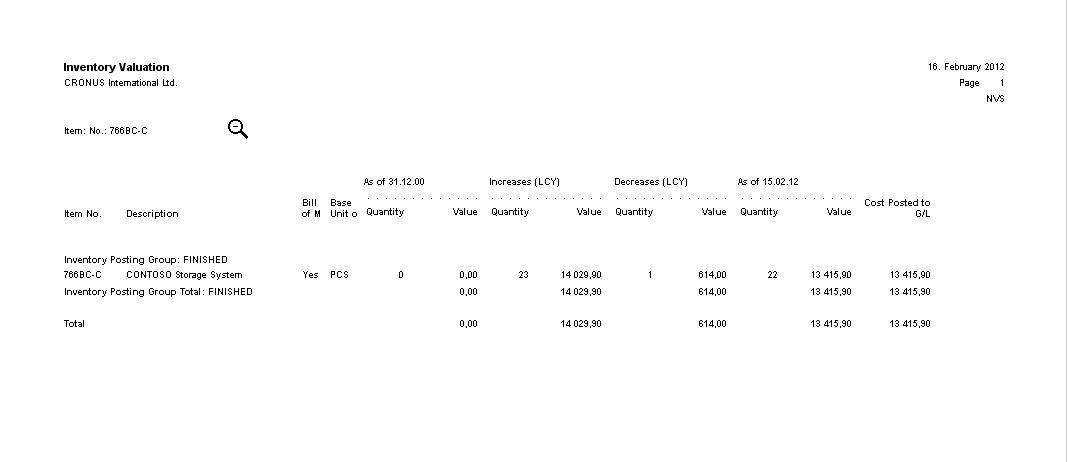 Inventory Valuation 16. February 2012
CRONUS International Ltd. Page 1
NVS
Item: No.: 766BC-C
As of 31.12.00 Increases (LCY) Decreases (LCY) As of 15.02.12
Bill Base Cost Posted to
Item No. Description of M Unit o Quantity Value Quantity Value Quantity Value Quantity Value G/L
Inventory Posting Group: FINISHED
766BC-C CONTOSO Storage System Yes PCS 0 0,00 23 14 029,90 1 614,00 22 13 415,90 13 415,90
Inventory Posting Group Total: FINISHED 0,00 14 029,90 614,00 13 415,90 13 415,90
Total 0,00 14 029,90 614,00 13 415,90 13 415,90